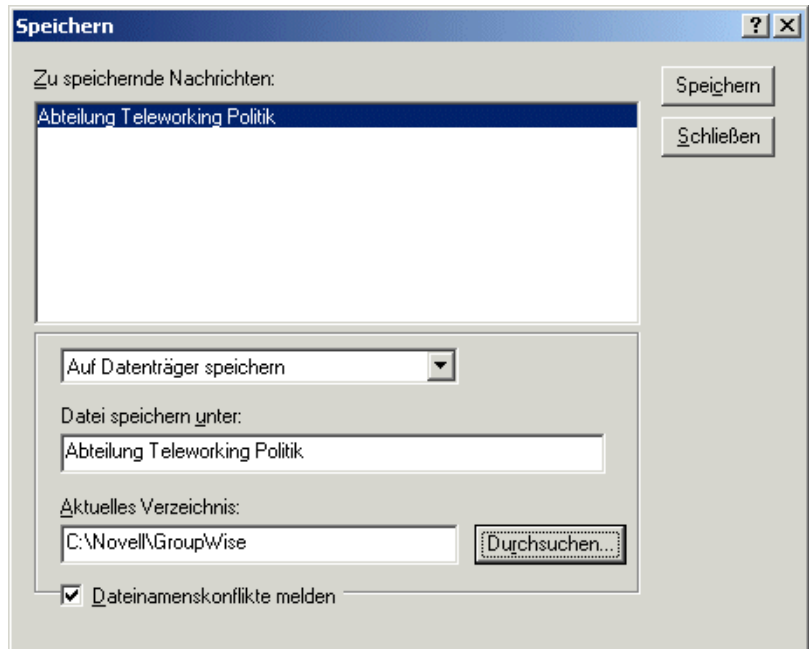 Speichern
Zu speichernde Nachrichten:
Abteilung Teleworking Politik
Speichern
Schließen
Auf Datenträger speichern
Datei speichern unter:
Abteilung Teleworking Politik
Aktuelles Verzeichnis:
C:\Novell\GroupWise
Durchsuchen...
Dateinamenskonflikte melden